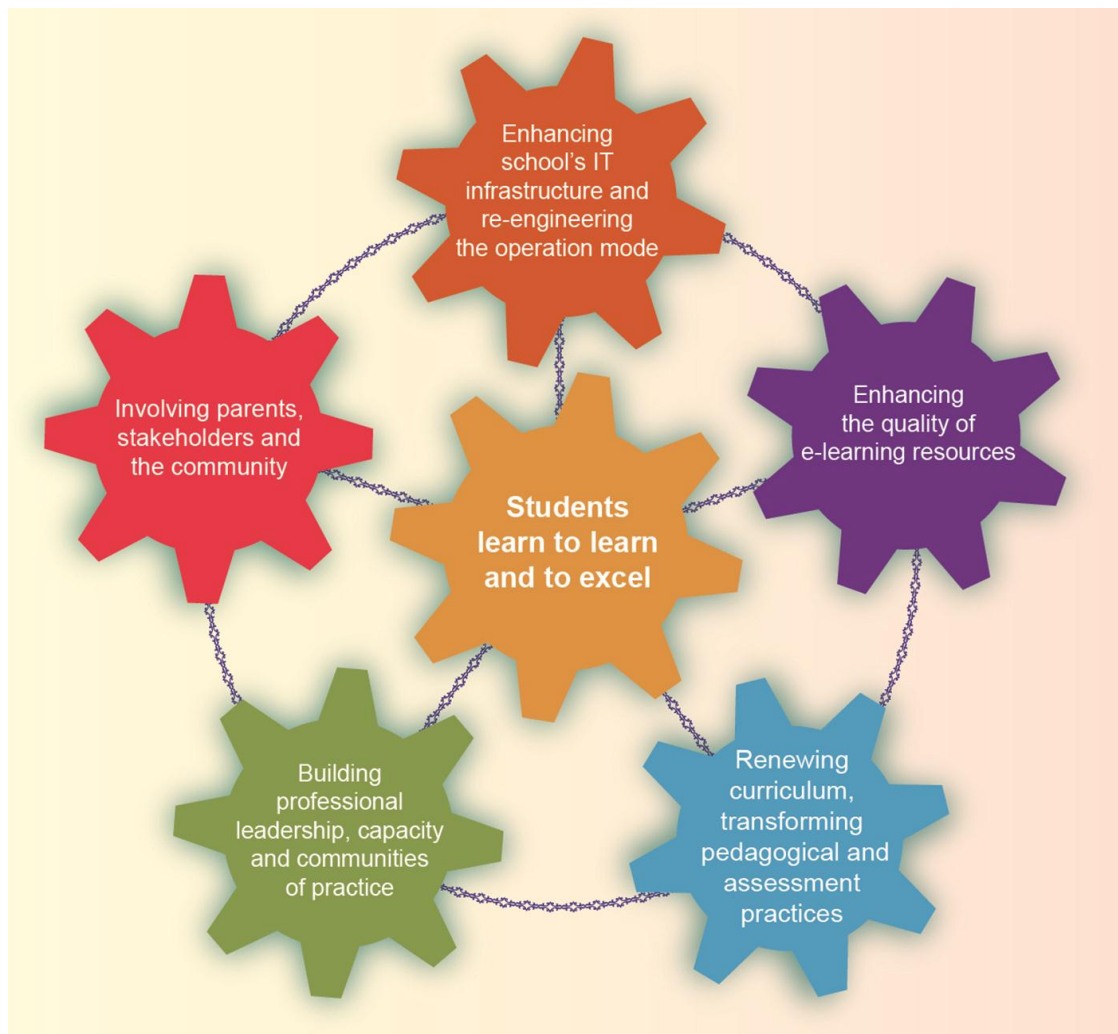 Enhancing
school's IT
infrastructure and
re-engineering
the operation mode
Involving parents,
stakeholders and
the community
Enhancing
the quality of
e-learning resources
Students
learn to learn
and to excel
Building
professional
leadership, capacity
and communities
of practice
Renewing
curriculum,
transforming
pedagogical and
assessment
practices